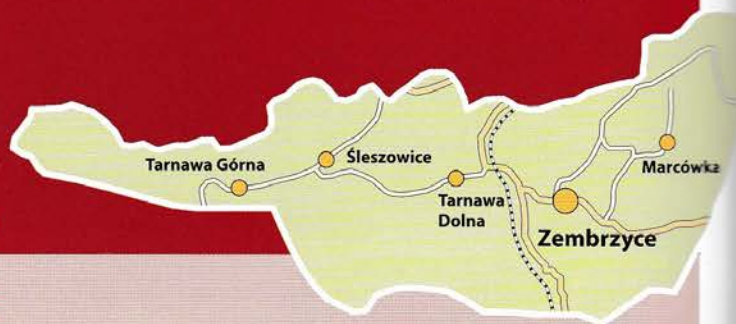 Tarnawa Górna
Śleszowice
Tarnawa
Dolna
Marcówka
Zembrzyce